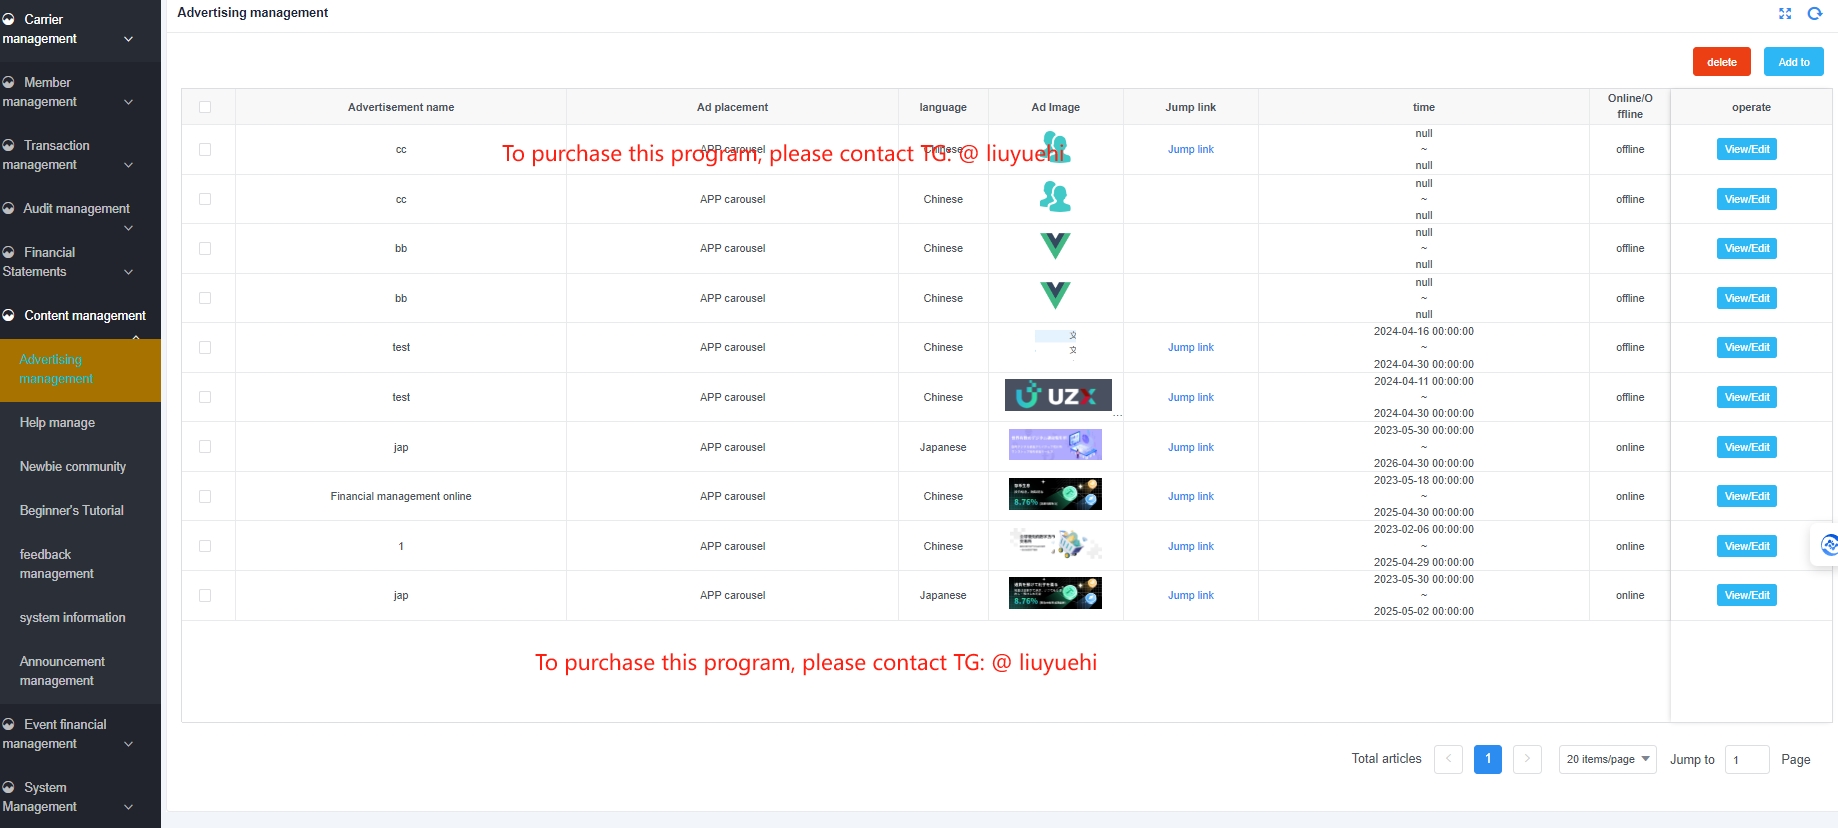 Carrier
management
Member
management
Transaction
management
Audit management
Financial
Statements
Content management
Advertising
management
Help manage
Newbie community
Beginner's Tutorial
feedback
management
system information
Announcement
management
Event financial
management
System
Management
Advertising management
delete
Add to
Advertisement name
Ad placement
language
Ad Image
Jump link
time
Online/O
ffline
operate
cc
APP carousel
Chinese
Jump link
null
~
null
offline
View/Edit
To purchase this program, please contact TG: @ liuyuehi
cc
APP carousel
Chinese
null
~
null
offline
View/Edit
bb
APP carousel
Chinese
null
~
null
offline
View/Edit
bb
APP carousel
Chinese
null
~
null
offline
View/Edit
test
APP carousel
Chinese
文
文
Jump link
2024-04-16 00:00:00
~
2024-04-30 00:00:00
offline
View/Edit
test
APP carousel
Chinese
UZX
...
Jump link
2024-04-11 00:00:00
~
2024-04-30 00:00:00
offline
View/Edit
jap
APP carousel
Japanese
Jump link
2023-05-30 00:00:00
~
2026-04-30 00:00:00
online
View/Edit
Financial management online
APP carousel
Chinese
8.76%
Jump link
2023-05-18 00:00:00
~
2025-04-30 00:00:00
online
View/Edit
1
APP carousel
Chinese
Jump link
2023-02-06 00:00:00
~
2025-04-29 00:00:00
online
View/Edit
jap
APP carousel
Japanese
8.76%
Jump link
2023-05-30 00:00:00
~
2025-05-02 00:00:00
online
View/Edit
To purchase this program, please contact TG: @ liuyuehi
Total articles
1
20 items/page
Jump to
1
Page